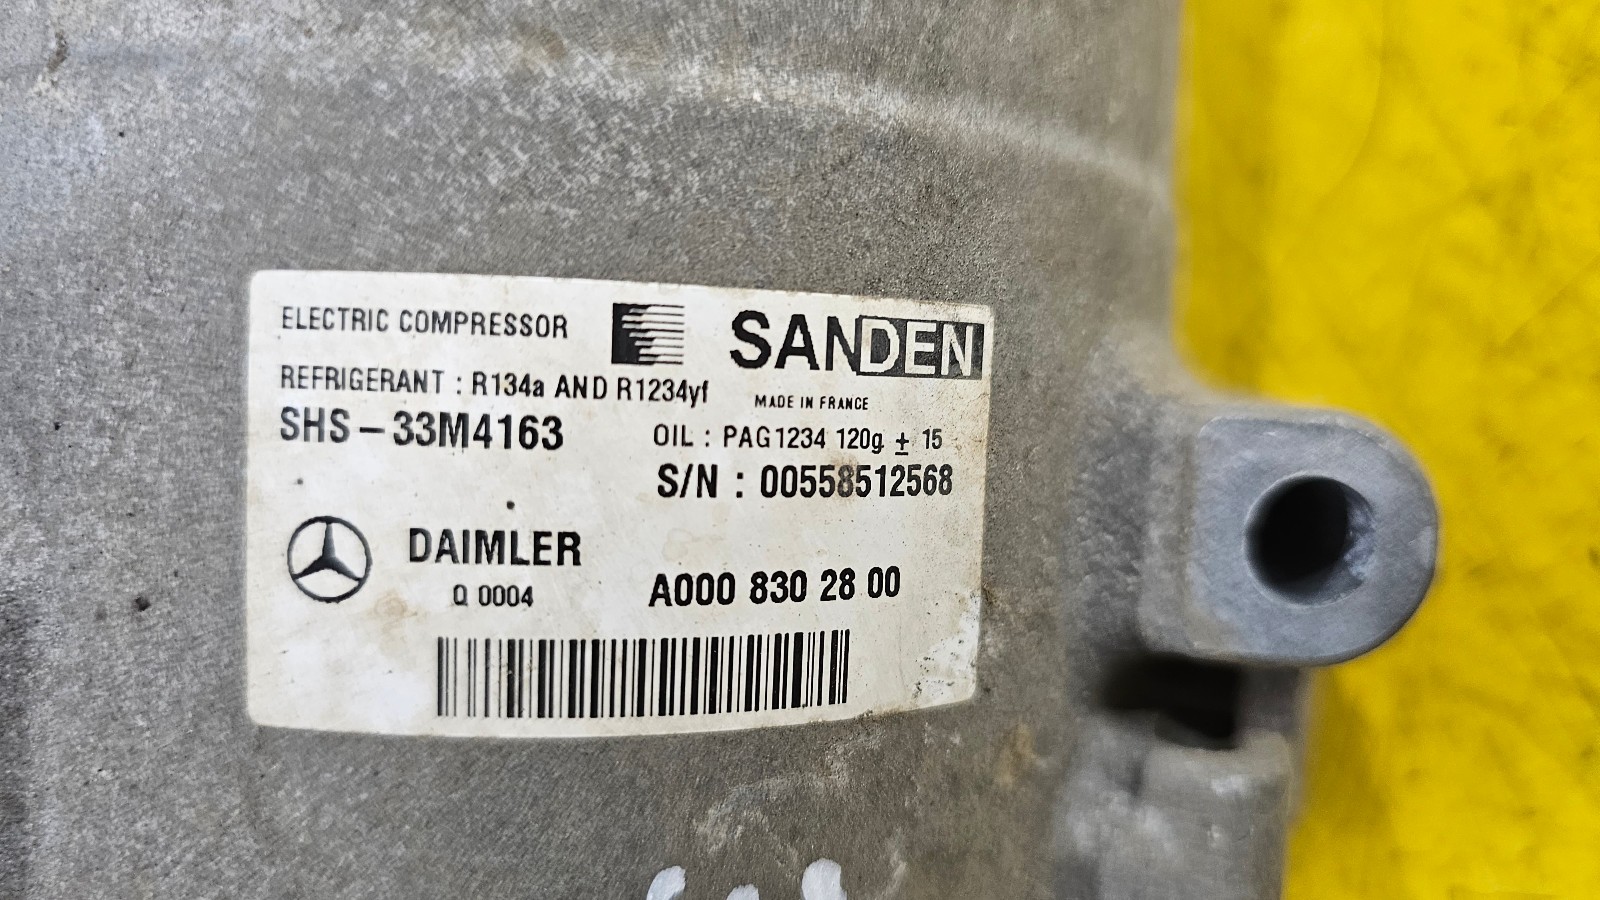 ELECTRIC COMPRESSOR
SANDEN
REFRIGERANT : R134a AND R1234yf
MADE IN FRANCE
SHS-33M4163
OIL : PAG1234 120g ± 15
S/N : 00558512568
DAIMLER
Q 0004
A000 830 28 00